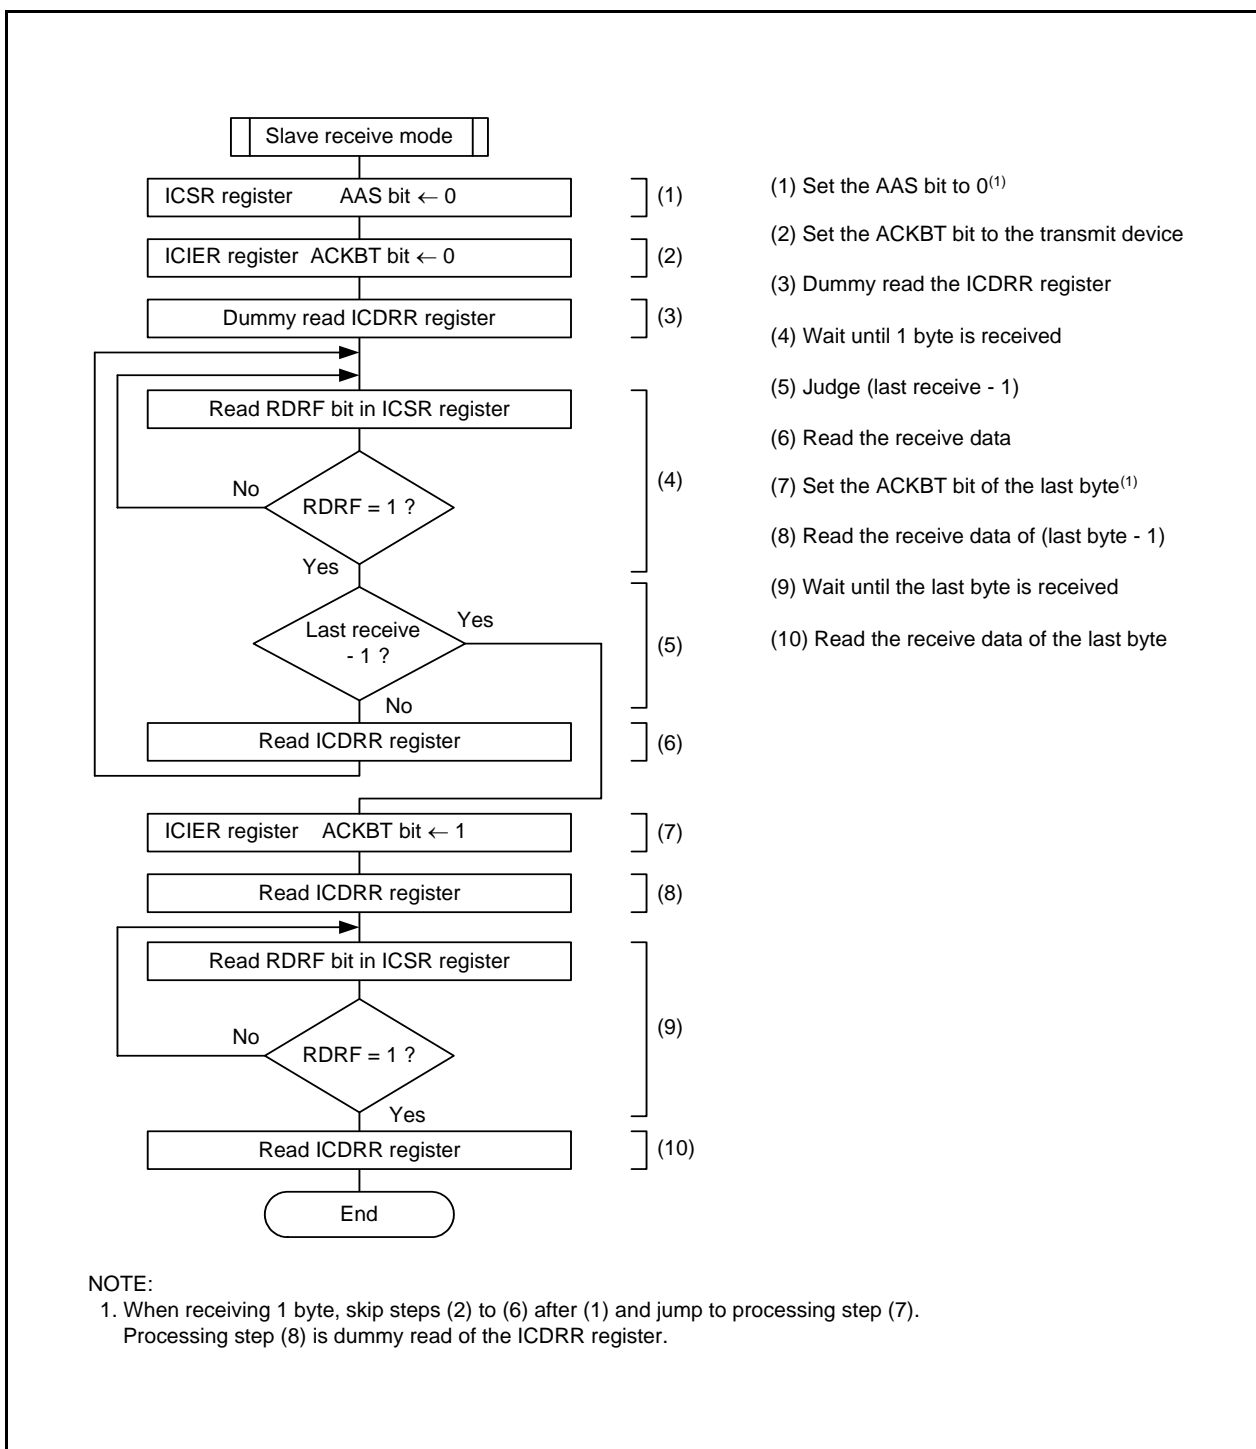 Slave receive mode
ICSR register AAS bit ← 0
(1)
ICIER register ACKBT bit ← 0
(2)
Dummy read ICDRR register
(3)
Read RDRF bit in ICSR register
No
RDRF = 1 ?
(4)
Yes
Last receive
- 1 ?
Yes
(5)
No
Read ICDRR register
(6)
ICIER register ACKBT bit ← 1
(7)
Read ICDRR register
(8)
Read RDRF bit in ICSR register
No
RDRF = 1 ?
(9)
Yes
Read ICDRR register
(10)
End
(1) Set the AAS bit to 0(1)
(2) Set the ACKBT bit to the transmit device
(3) Dummy read the ICDRR register
(4) Wait until 1 byte is received
(5) Judge (last receive - 1)
(6) Read the receive data
(7) Set the ACKBT bit of the last byte(1)
(8) Read the receive data of (last byte - 1)
(9) Wait until the last byte is received
(10) Read the receive data of the last byte
NOTE:
1. When receiving 1 byte, skip steps (2) to (6) after (1) and jump to processing step (7).
Processing step (8) is dummy read of the ICDRR register.